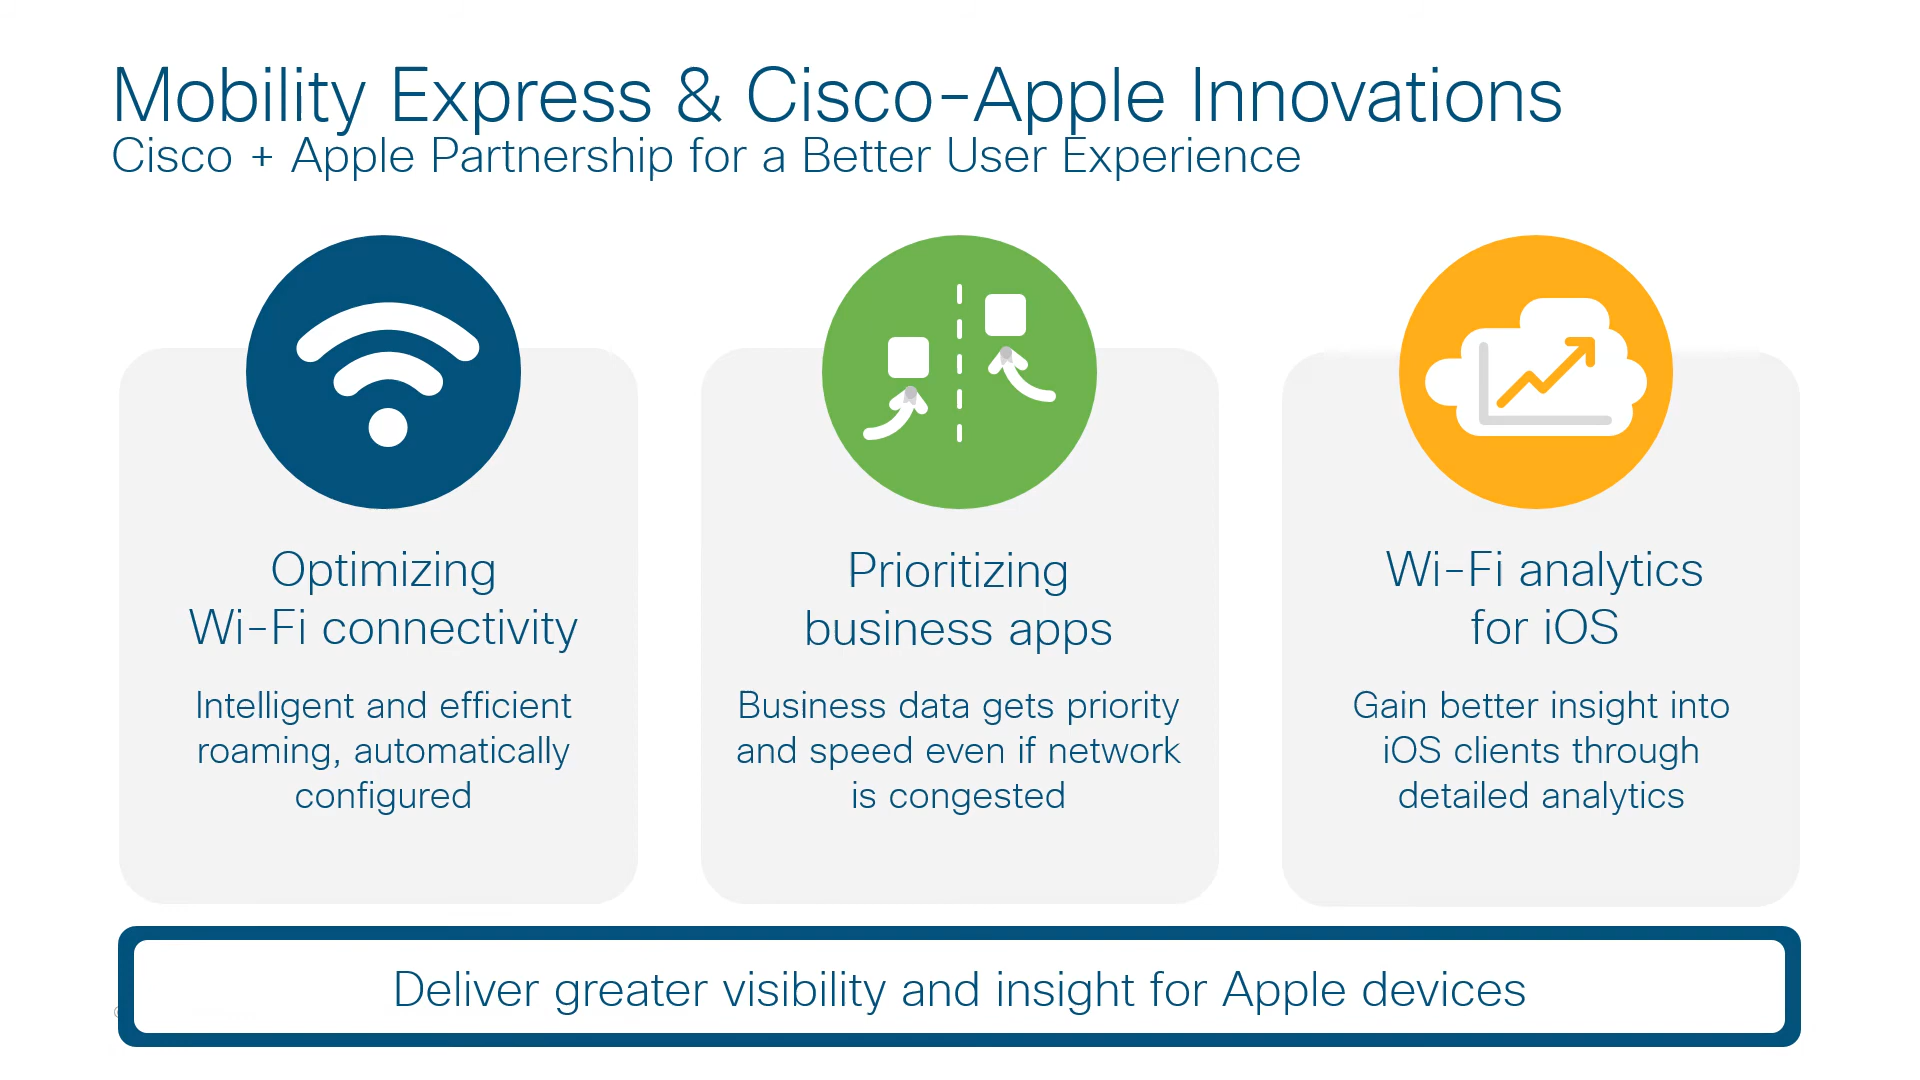 Mobility Express & Cisco-Apple Innovations
Cisco + Apple Partnership for a Better User Experience
Optimizing
Wi-Fi connectivity
Intelligent and efficient
roaming, automatically
configured
Prioritizing
business apps
Business data gets priority
and speed even if network
is congested
Wi-Fi analytics
for iOS
Gain better insight into
iOS clients through
detailed analytics
Deliver greater visibility and insight for Apple devices